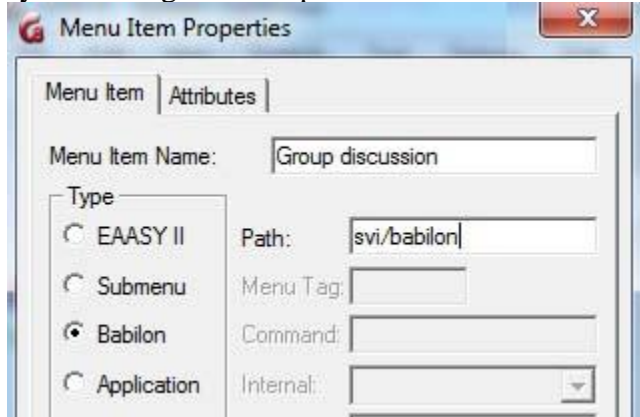 Menu Item Properties
Menu Item Attributes
Menu Item Name: Group discussion
Type
EAASY II Path: svi/babilon
Submenu Menu Tag:
Babilon Command:
Application Internal: